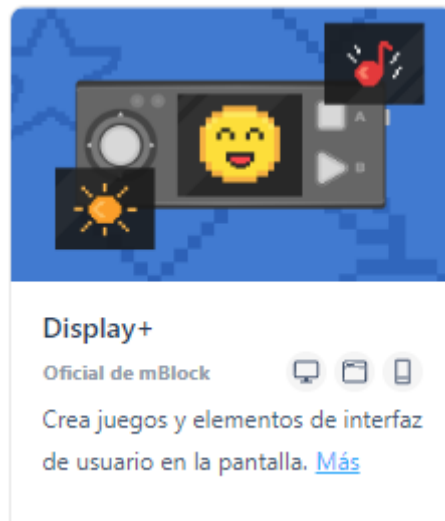 A
B
Display+
Oficial de mBlock
Crea juegos y elementos de interfaz
de usuario en la pantalla. Más